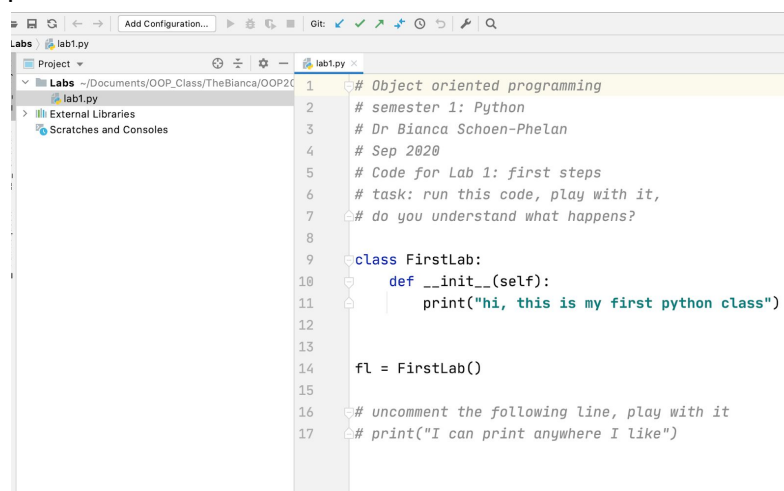 Add Configuration... Git:
Labs lab1.py
Project lab1.py
Labs ~/Documents/OOP_Class/TheBianca/OOP20
lab1.py
External Libraries
Scratches and Consoles
1 # Object oriented programming
2 # semester 1: Python
3 # Dr Bianca Schoen-Phelan
4 # Sep 2020
5 # Code for Lab 1: first steps
6 # task: run this code, play with it,
7 # do you understand what happens?
8
9 class FirstLab:
10     def __init__(self):
11         print("hi, this is my first python class")
12
13
14 fl = FirstLab()
15
16 # uncomment the following line, play with it
17 # print("I can print anywhere I like")